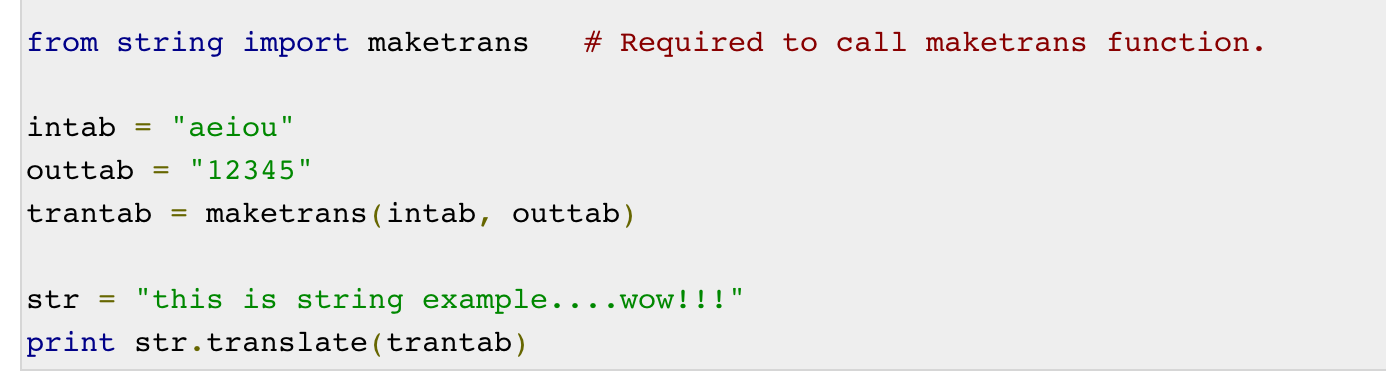 from string import maketrans   # Required to call maketrans function.
intab = "aeiou"
outtab = "12345"
trantab = maketrans(intab, outtab)
str = "this is string example....wow!!!"
print str.translate(trantab)